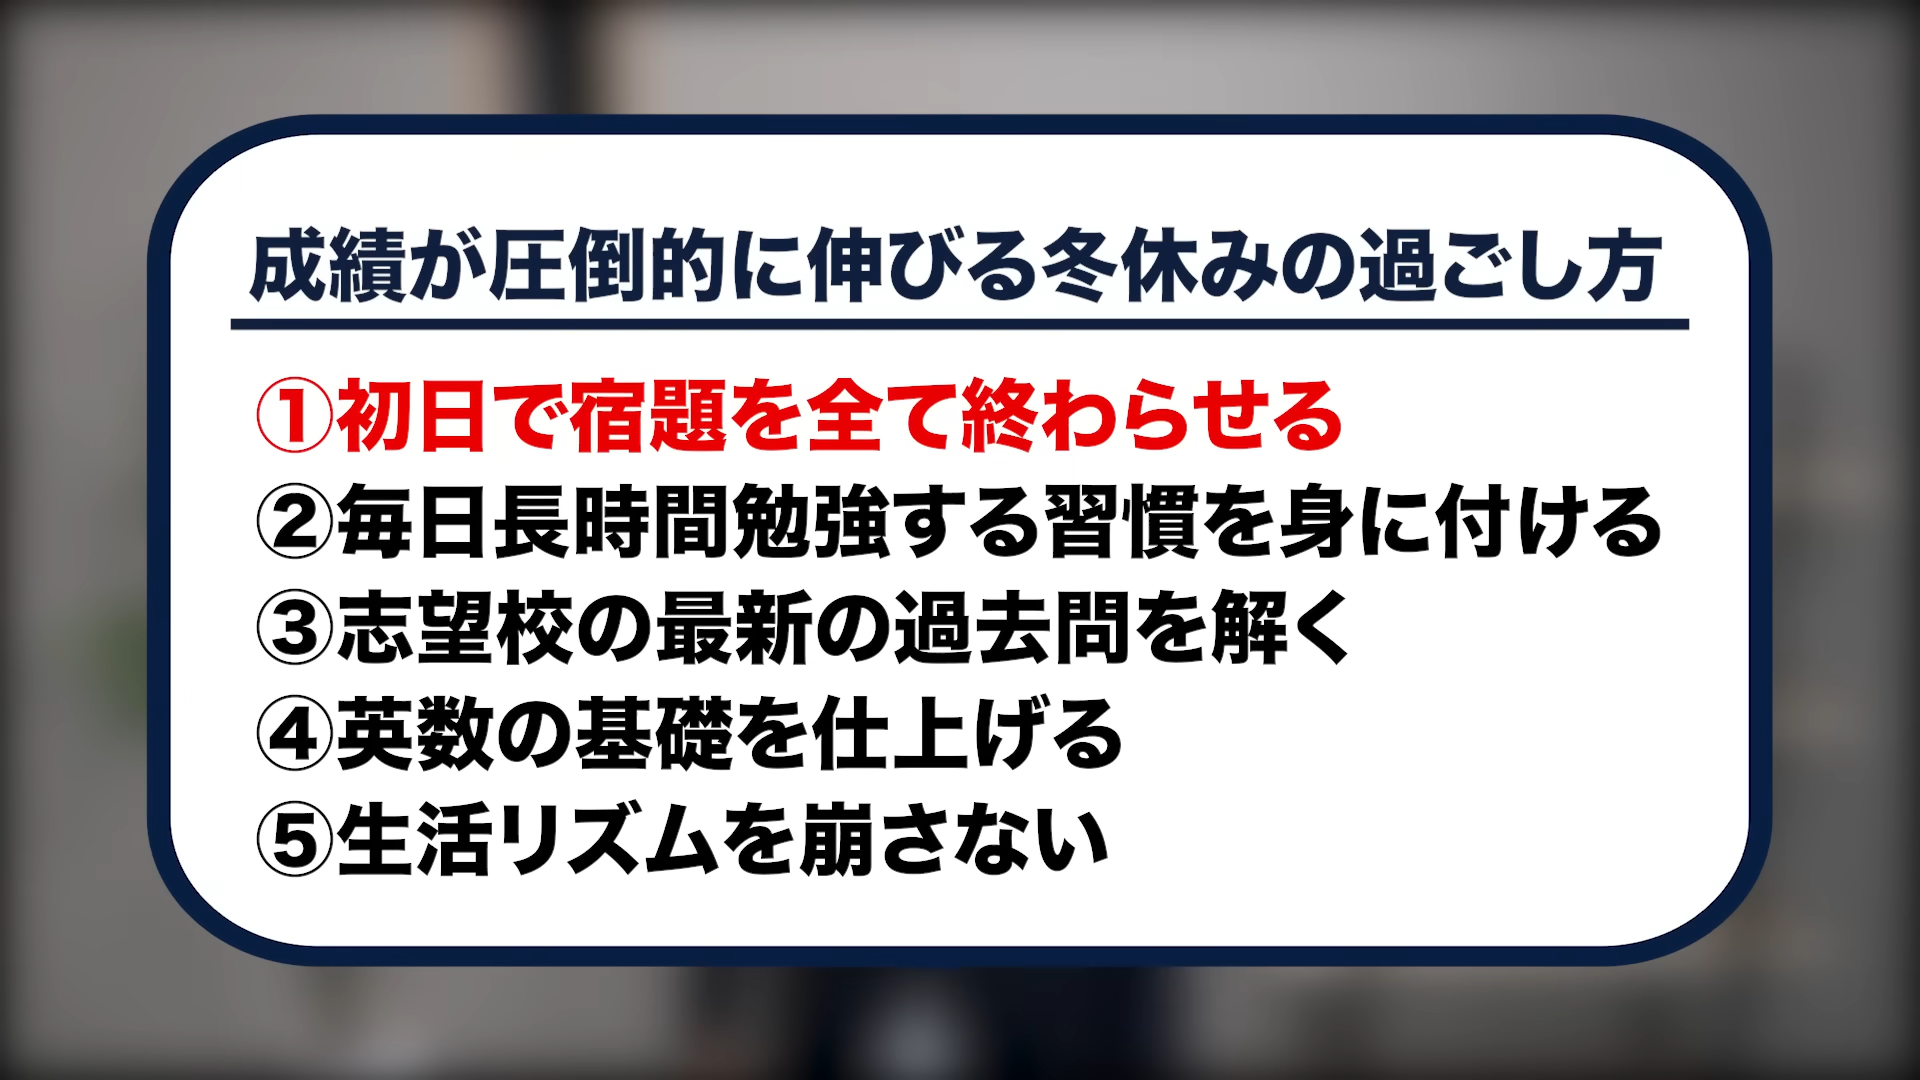 成績が圧倒的に伸びる冬休みの過ごし方
①初日で宿題を全て終わらせる
②毎日長時間勉強する習慣を身に付ける
③志望校の最新の過去問を解く
④英数の基礎を仕上げる
⑤生活リズムを崩さない